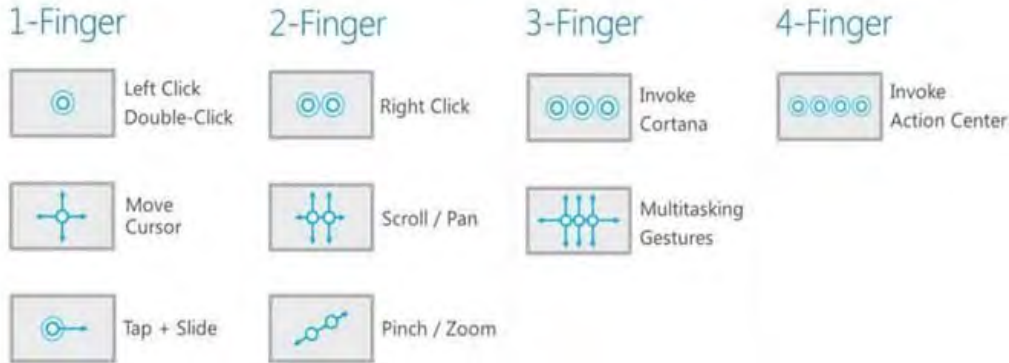 1-Finger
2-Finger
3-Finger
4-Finger
Left Click
Double-Click
Right Click
Invoke
Cortana
Invoke
Action Center
Move
Cursor
Scroll / Pan
Multitasking
Gestures
Tap + Slide
Pinch / Zoom